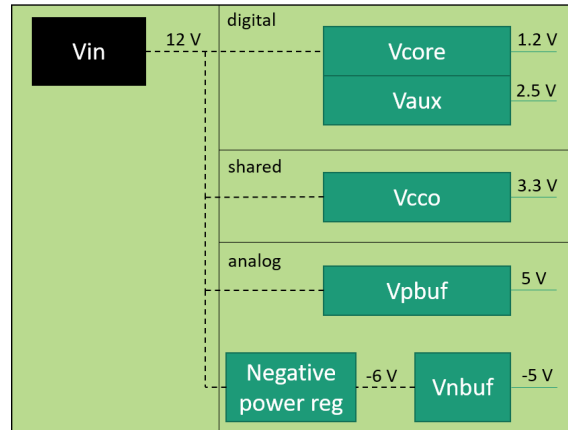 digital
Vin
12 V
Vcore
1.2 V
Vaux
2.5 V
shared
Vcco
3.3 V
analog
Vpbuf
5 V
Negative
power reg
-6 V
Vnbuf
-5 V